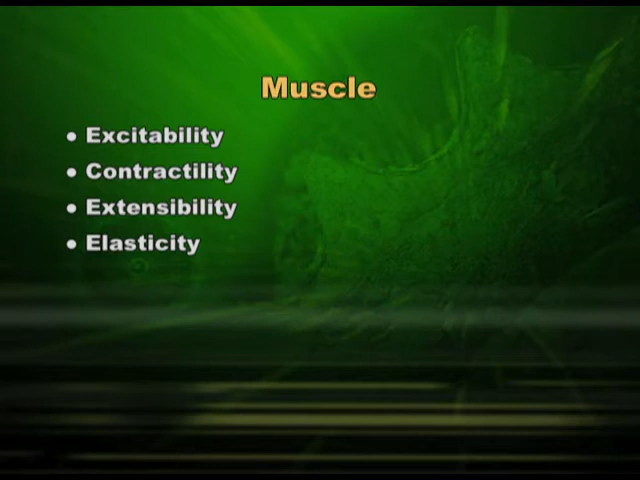 Muscle
• Excitability
• Contractility
• Extensibility
• Elasticity